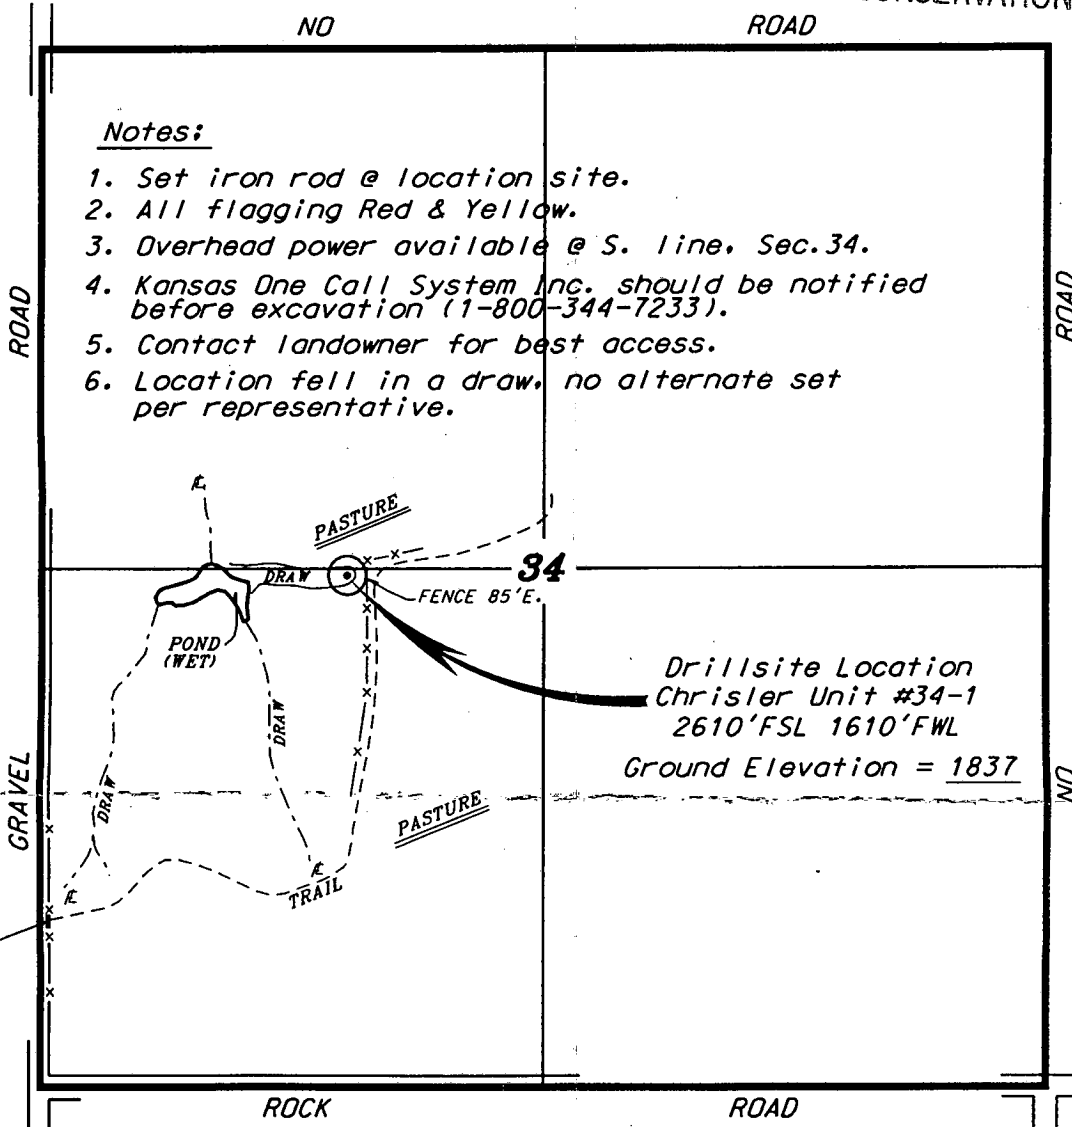 CONSERVATION
NO ROAD
Notes:
1. Set iron rod @ location site.
2. All flagging Red & Yellow.
3. Overhead power available @ S. line, Sec.34.
4. Kansas One Call System Inc. should be notified
before excavation (1-800-344-7233).
5. Contact landowner for best access.
6. Location fell in a draw, no alternate set
per representative.
ROAD
ROAD
℄
PASTURE
34
DRAW
FENCE 85'E.
POND
(WET)
Drillsite Location
Chrisler Unit #34-1
2610'FSL 1610'FWL
Ground Elevation = 1837
DRAW
DRAW
GRAVEL
NO
PASTURE
℄
℄
TRAIL
ROCK ROAD